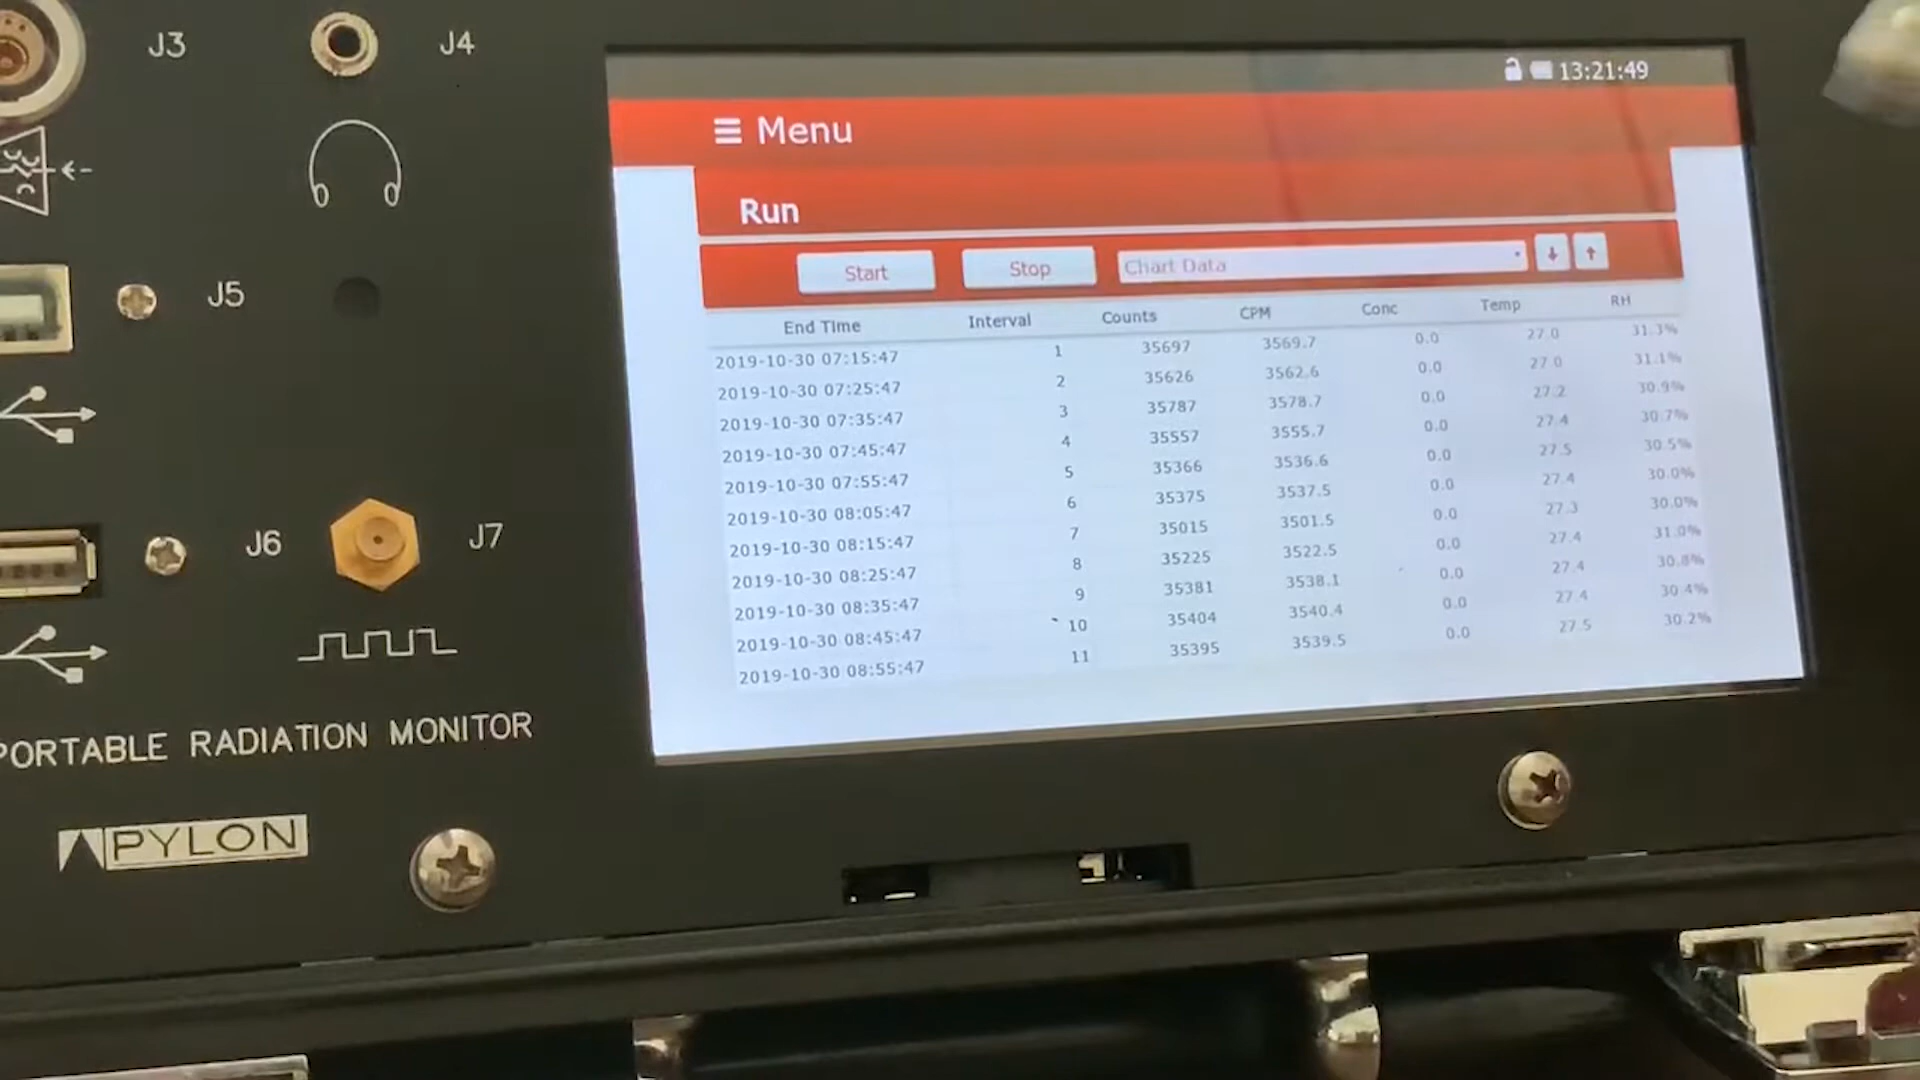 J3
J4
13:21:49
Menu
Run
Start Stop Chart Data
End Time Interval Counts CPM Conc Temp RH
2019-10-30 07:15:47 1 35697 3569.7 0.0 27.0 31.3%
2019-10-30 07:25:47 2 35626 3562.6 0.0 27.0 31.1%
2019-10-30 07:35:47 3 35787 3578.7 0.0 27.2 30.9%
2019-10-30 07:45:47 4 35557 3555.7 0.0 27.4 30.7%
2019-10-30 07:55:47 5 35366 3536.6 0.0 27.5 30.5%
2019-10-30 08:05:47 6 35375 3537.5 0.0 27.4 30.0%
2019-10-30 08:15:47 7 35015 3501.5 0.0 27.3 30.0%
2019-10-30 08:25:47 8 35225 3522.5 0.0 27.4 31.0%
2019-10-30 08:35:47 9 35381 3538.1 0.0 27.4 30.8%
2019-10-30 08:45:47 10 35404 3540.4 0.0 27.4 30.4%
2019-10-30 08:55:47 11 35395 3539.5 0.0 27.5 30.2%
J5
J6
J7
PORTABLE RADIATION MONITOR
PYLON